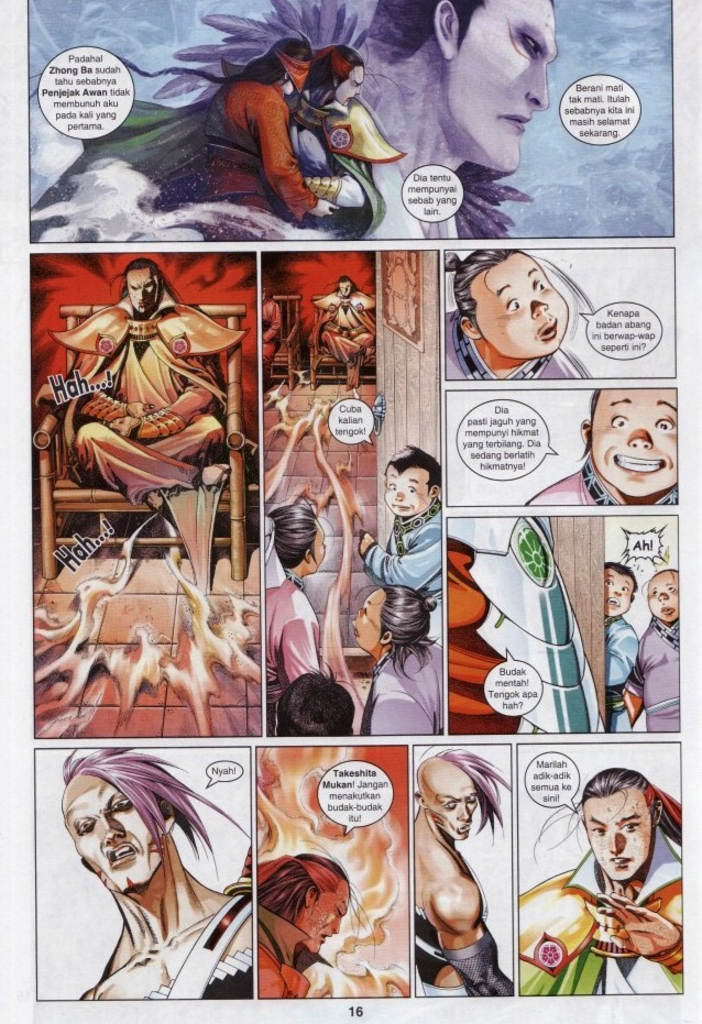 Padahal
Zhong Ba sudah
tahu sebabnya
Penjejak Awan tidak
membunuh aku
pada kali yang
pertama.
Berani mati
tak mati. Itulah
sebabnya kita ini
masih selamat
sekarang.
Dia tentu
mempunyai
sebab yang
lain.
Hah...!
Hah...!
Cuba
kalian
tengok!
Kenapa
badan abang
ini berwap-wap
seperti ini?
Dia
pasti jaguh yang
mempunyi hikmat
yang terbilang. Dia
sedang berlatih
hikmatnya!
Ah!
Budak
mentah!
Tengok apa
hah?
Nyah!
Takeshita
Mukan! Jangan
menakutkan
budak-budak
itu!
Marilah
adik-adik
semua ke
sini!
16